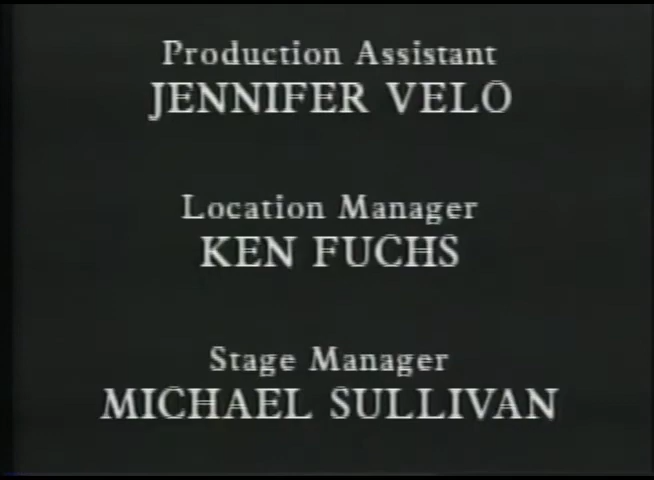 Production Assistant
JENNIFER VELO
Location Manager
KEN FUCHS
Stage Manager
MICHAEL SULLIVAN